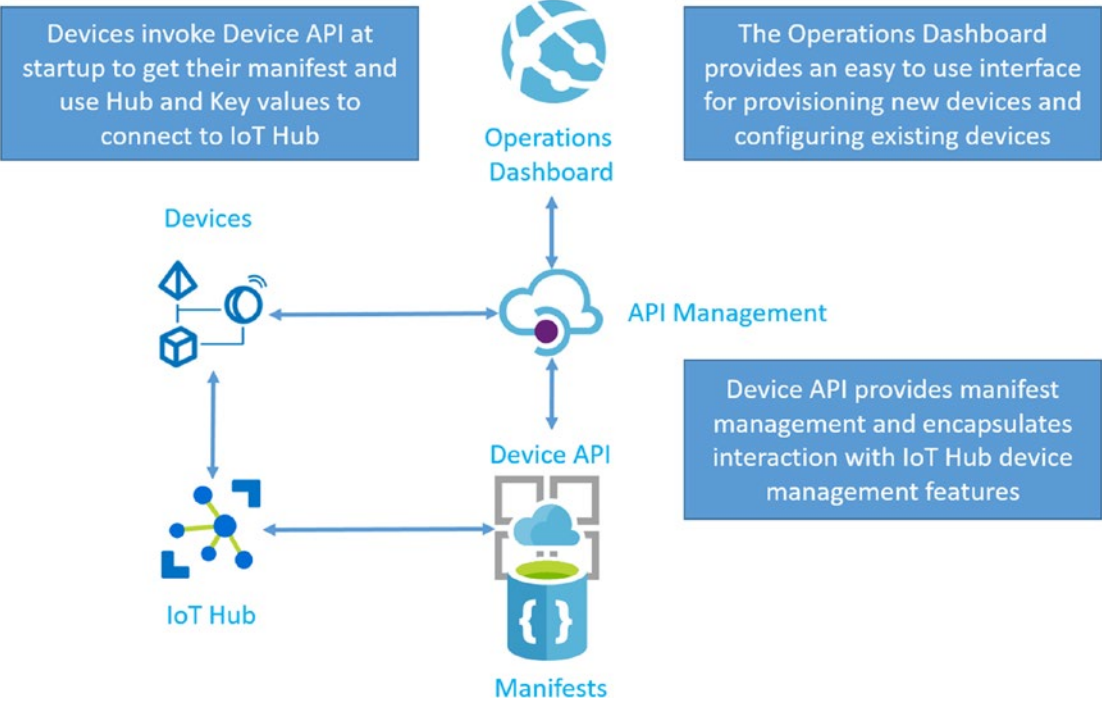 Devices invoke Device API at
startup to get their manifest and
use Hub and Key values to
connect to IoT Hub
Operations
Dashboard
The Operations Dashboard
provides an easy to use interface
for provisioning new devices and
configuring existing devices
Devices
API Management
Device API
Device API provides manifest
management and encapsulates
interaction with IoT Hub device
management features
IoT Hub
{ }
Manifests